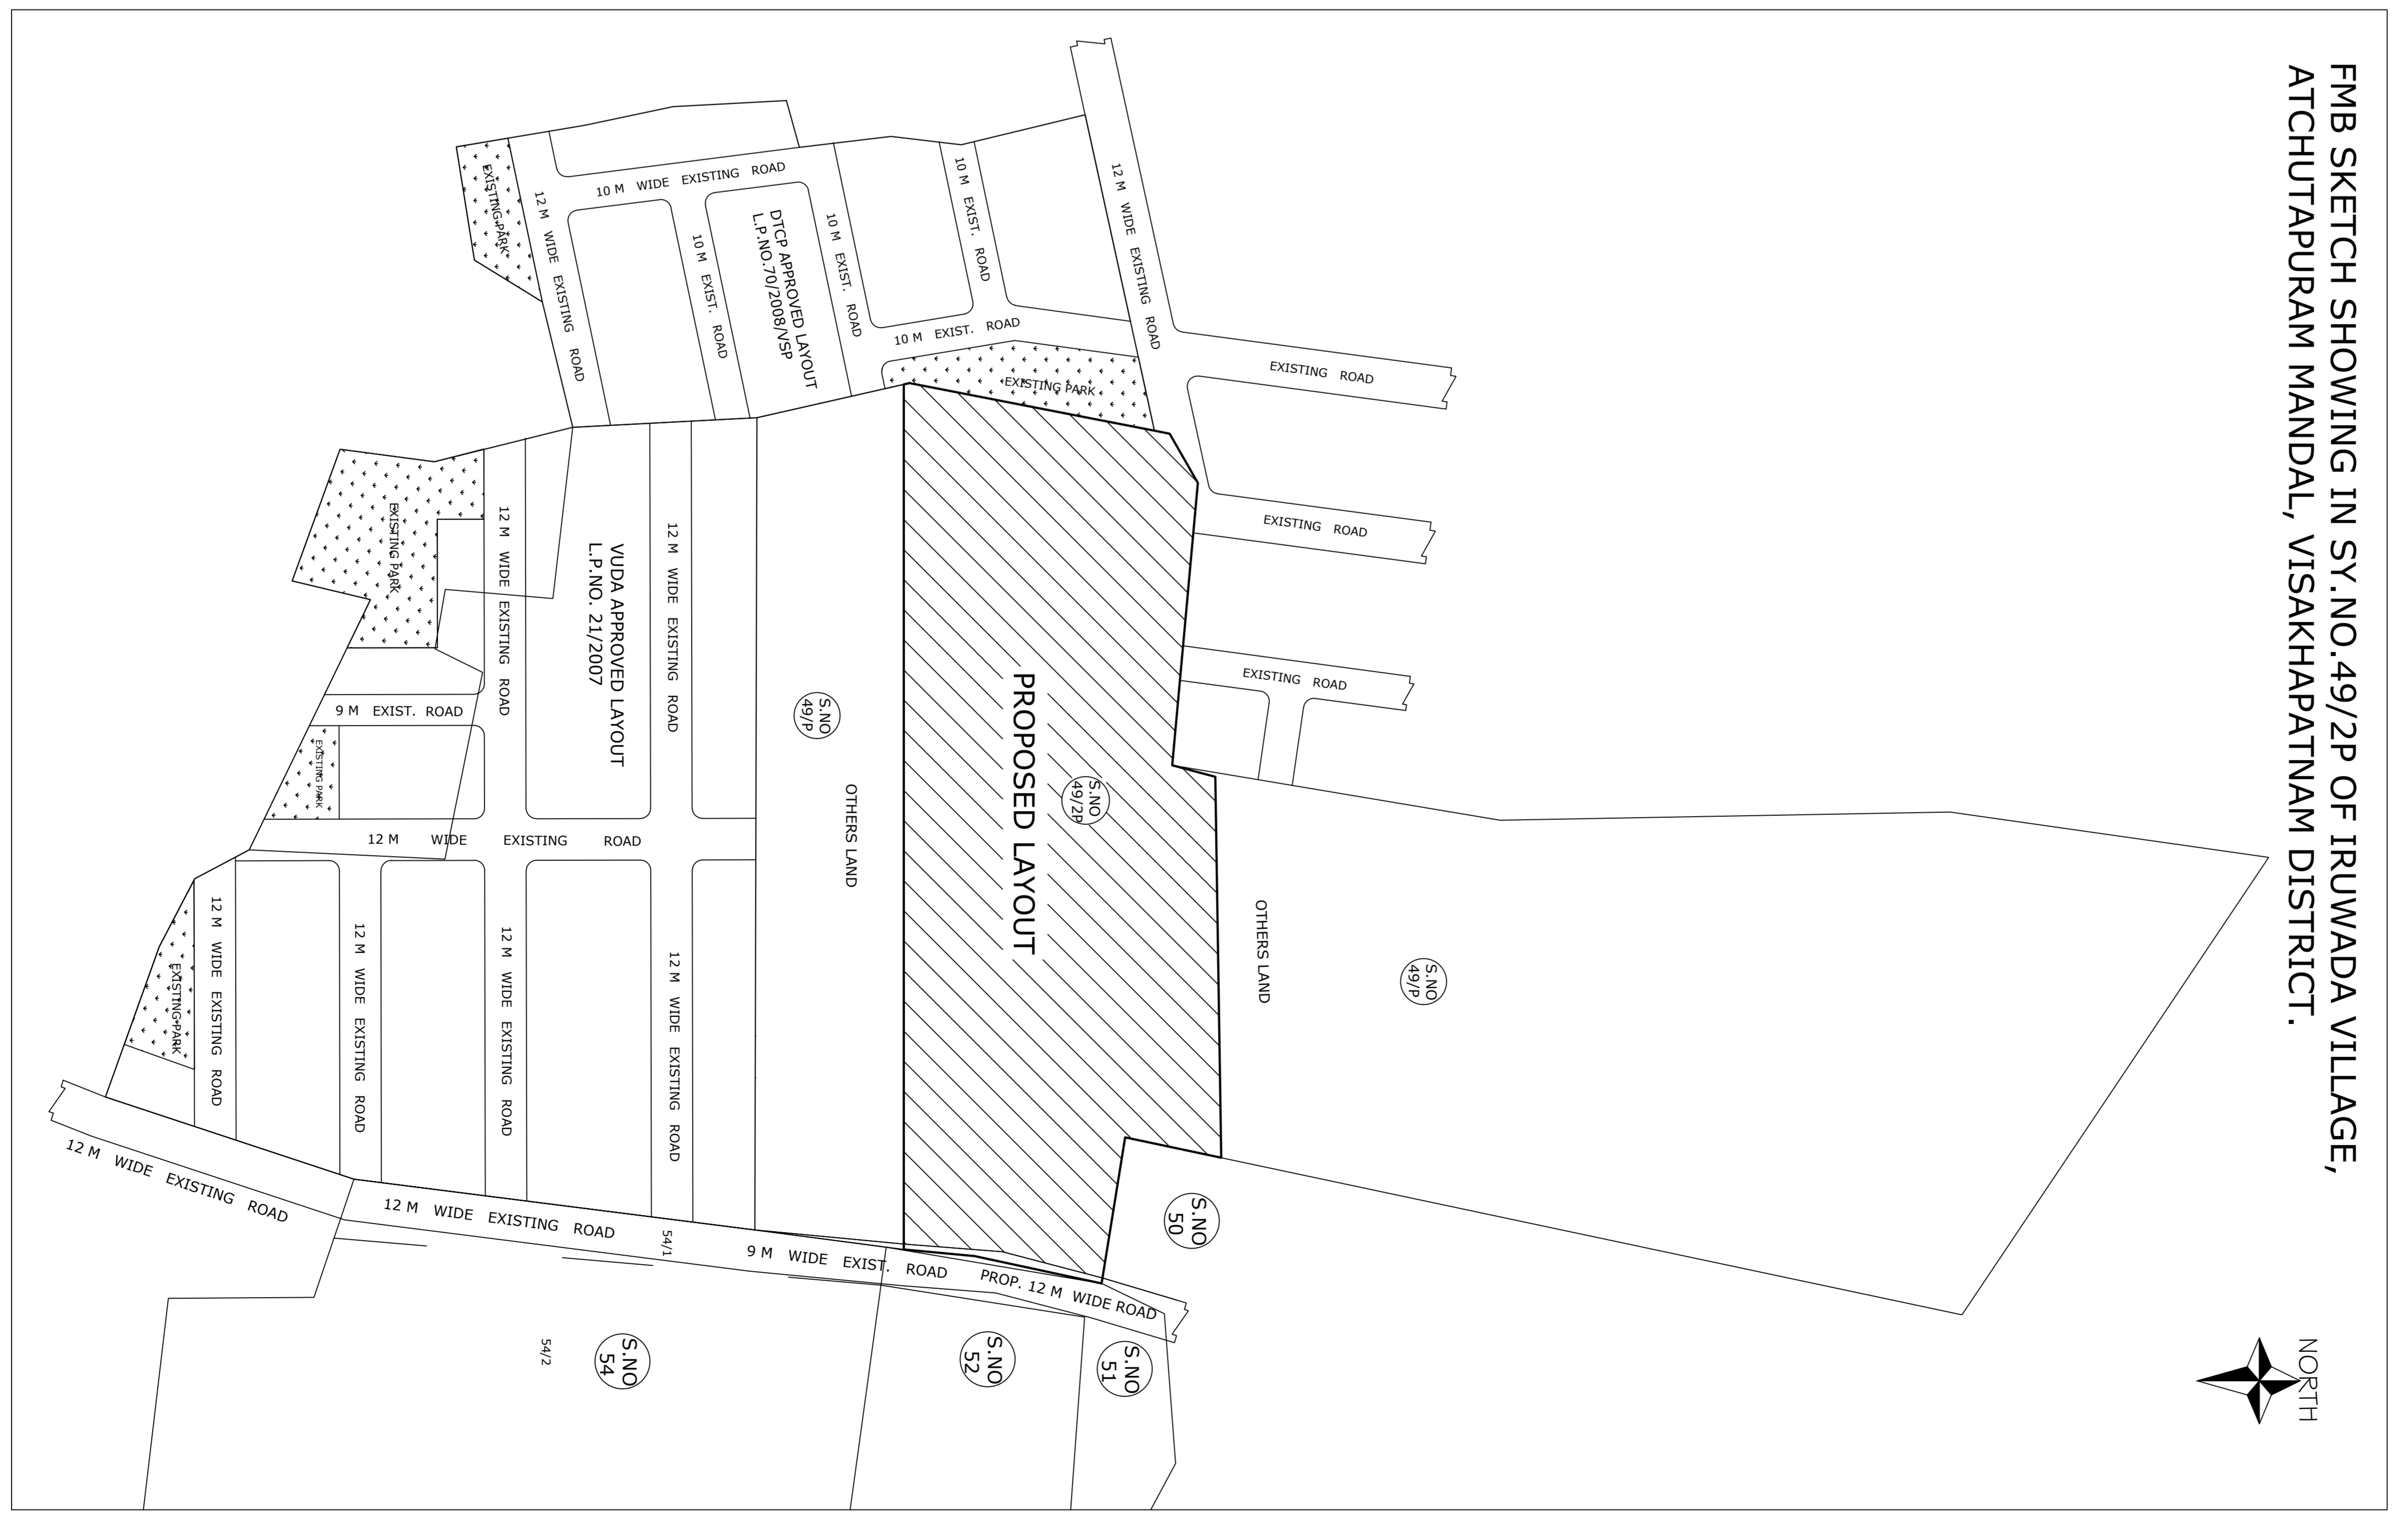 FMB SKETCH SHOWING IN SY.NO.49/2P OF IRUWADA VILLAGE,
ATCHUTAPURAM MANDAL, VISAKHAPATNAM DISTRICT.
12 M WIDE EXISTING ROAD
EXISTING ROAD
EXISTING ROAD
EXISTING ROAD
10 M EXIST. ROAD
10 M EXIST. ROAD
EXISTING PARK
10 M EXIST. ROAD
DTCP APPROVED LAYOUT
L.P.NO.70/2008/VSP
10 M WIDE EXISTING ROAD
10 M EXIST. ROAD
12 M WIDE EXISTING ROAD
EXISTING PARK
PROPOSED LAYOUT
S.NO
49/2P
OTHERS LAND
S.NO
49/P
S.NO
49/P
OTHERS LAND
12 M WIDE EXISTING ROAD
VUDA APPROVED LAYOUT
L.P.NO. 21/2007
12 M WIDE EXISTING ROAD
EXISTING PARK
9 M EXIST. ROAD
EXISTING PARK
12 M WIDE EXISTING ROAD
12 M WIDE EXISTING ROAD
12 M WIDE EXISTING ROAD
12 M WIDE EXISTING ROAD
12 M WIDE EXISTING ROAD
EXISTING PARK
12 M WIDE EXISTING ROAD
12 M WIDE EXISTING ROAD
54/1
9 M WIDE EXIST. ROAD
PROP. 12 M WIDE ROAD
S.NO
50
S.NO
51
S.NO
52
S.NO
54
54/2
NORTH